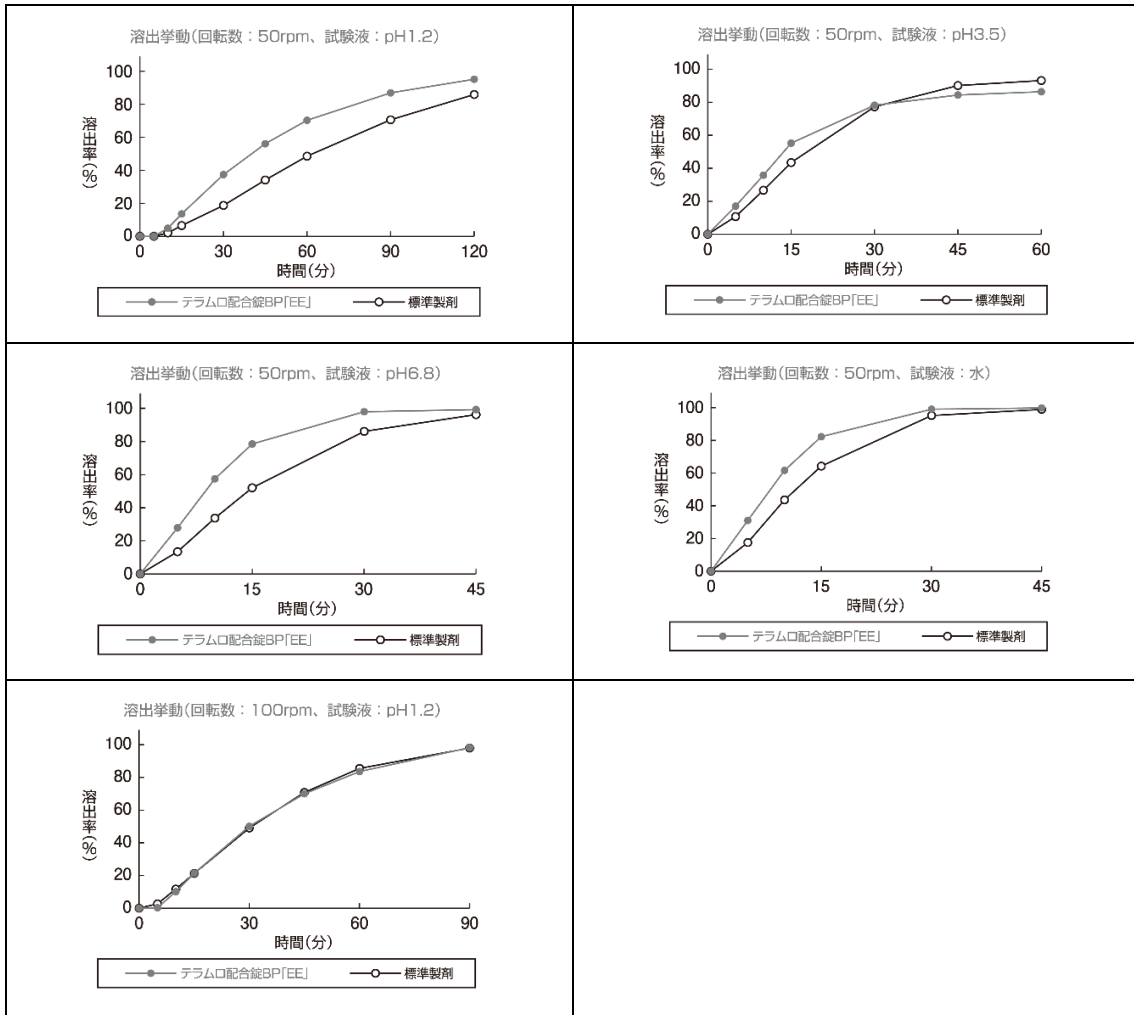 溶出挙動(回転数：50rpm、試験液：pH1.2)
溶出率(%)
100
80
60
40
20
0
0 30 60 90 120
時間(分)
テラムロ配合錠BP「EE」 標準製剤
溶出挙動(回転数：50rpm、試験液：pH3.5)
溶出率(%)
100
80
60
40
20
0
0 15 30 45 60
時間(分)
テラムロ配合錠BP「EE」 標準製剤
溶出挙動(回転数：50rpm、試験液：pH6.8)
溶出率(%)
100
80
60
40
20
0
0 15 30 45
時間(分)
テラムロ配合錠BP「EE」 標準製剤
溶出挙動(回転数：50rpm、試験液：水)
溶出率(%)
100
80
60
40
20
0
0 15 30 45
時間(分)
テラムロ配合錠BP「EE」 標準製剤
溶出挙動(回転数：100rpm、試験液：pH1.2)
溶出率(%)
100
80
60
40
20
0
0 30 60 90
時間(分)
テラムロ配合錠BP「EE」 標準製剤